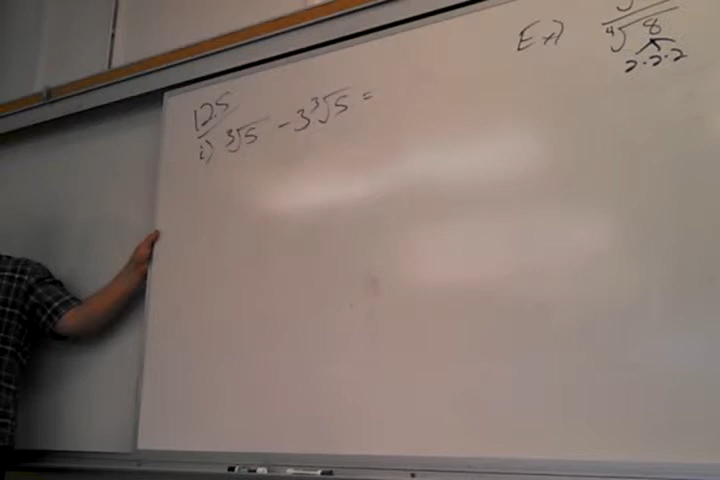 12.5
i) ∛5 - 3∛5 =
Ex)
∜8
2·2·2